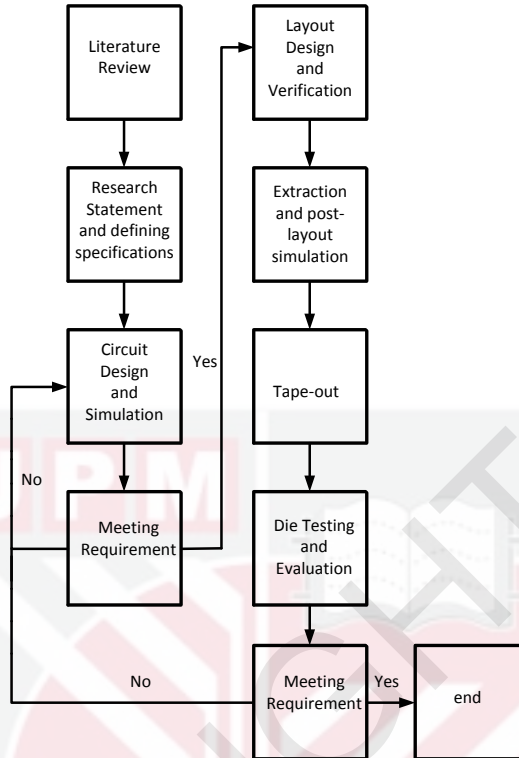 Literature
Review
Research
Statement
and defining
specifications
Circuit
Design
and
Simulation
No
Meeting
Requirement
Yes
Layout
Design
and
Verification
Extraction
and post-
layout
simulation
Tape-out
Die Testing
and
Evaluation
No
Meeting
Requirement
Yes
end
UPM